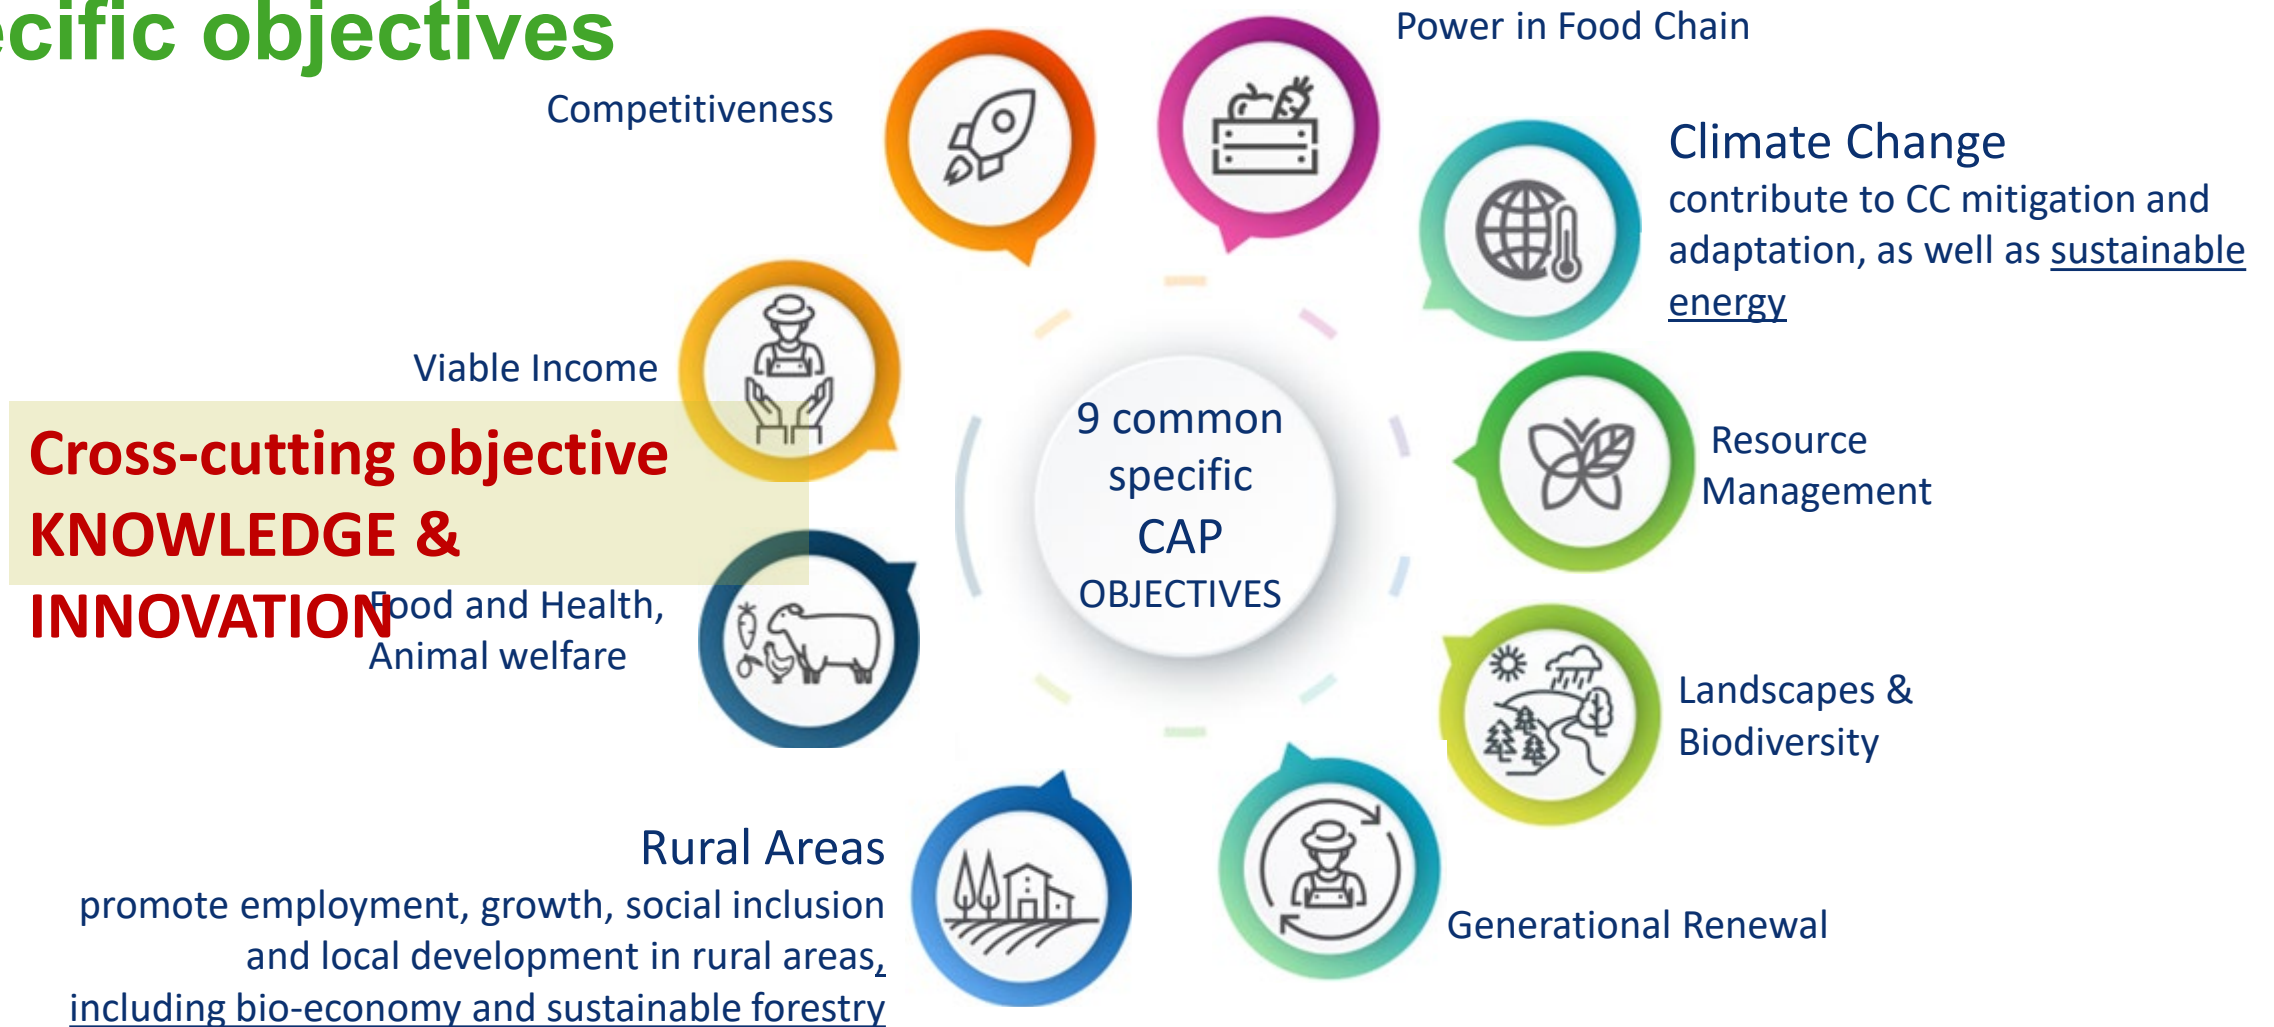 ecific objectives
Power in Food Chain
Competitiveness
Climate Change
contribute to CC mitigation and
adaptation, as well as sustainable
energy
Viable Income
Cross-cutting objective
KNOWLEDGE &
INNOVATION
9 common
specific
CAP
OBJECTIVES
Resource
Management
Food and Health,
Animal welfare
Landscapes &
Biodiversity
Rural Areas
promote employment, growth, social inclusion
and local development in rural areas,
including bio-economy and sustainable forestry
Generational Renewal